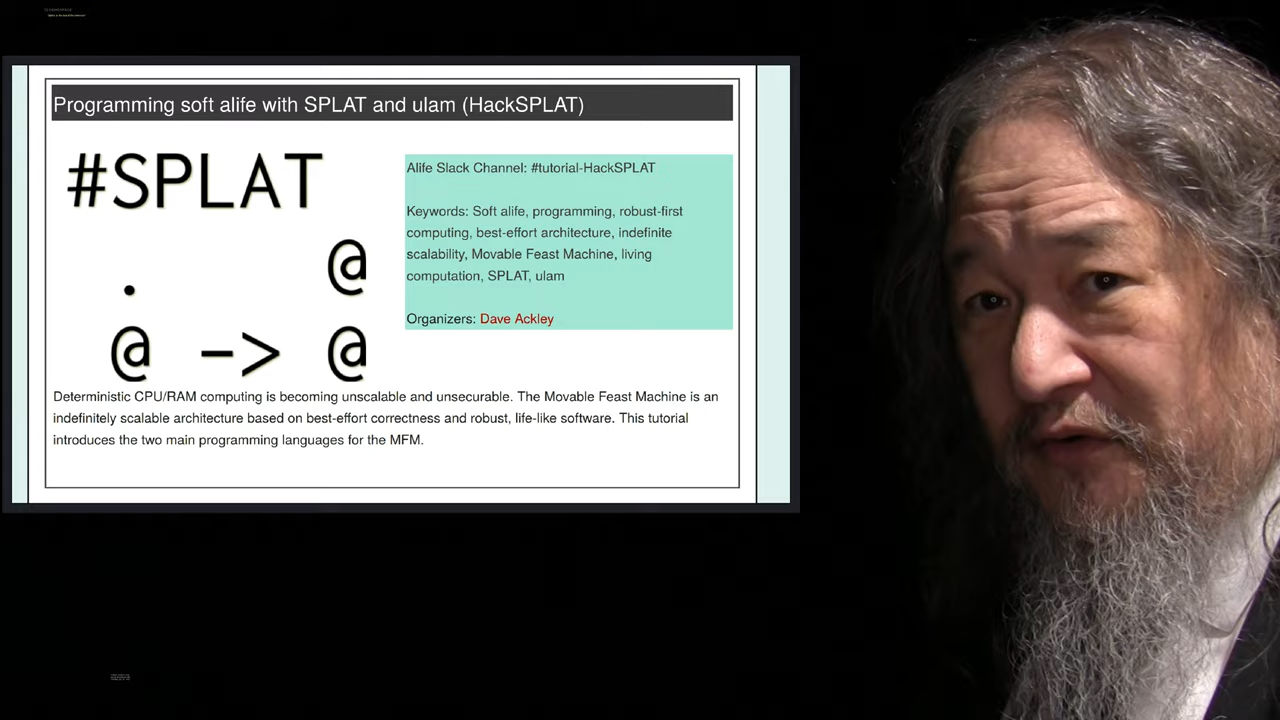 Programming soft alife with SPLAT and ulam (HackSPLAT)
#SPLAT
. @
@ -> @
Alife Slack Channel: #tutorial-HackSPLAT
Keywords: Soft alife, programming, robust-first
computing, best-effort architecture, indefinite
scalability, Movable Feast Machine, living
computation, SPLAT, ulam
Organizers: Dave Ackley
Deterministic CPU/RAM computing is becoming unscalable and unsecurable. The Movable Feast Machine is an
indefinitely scalable architecture based on best-effort correctness and robust, life-like software. This tutorial
introduces the two main programming languages for the MFM.